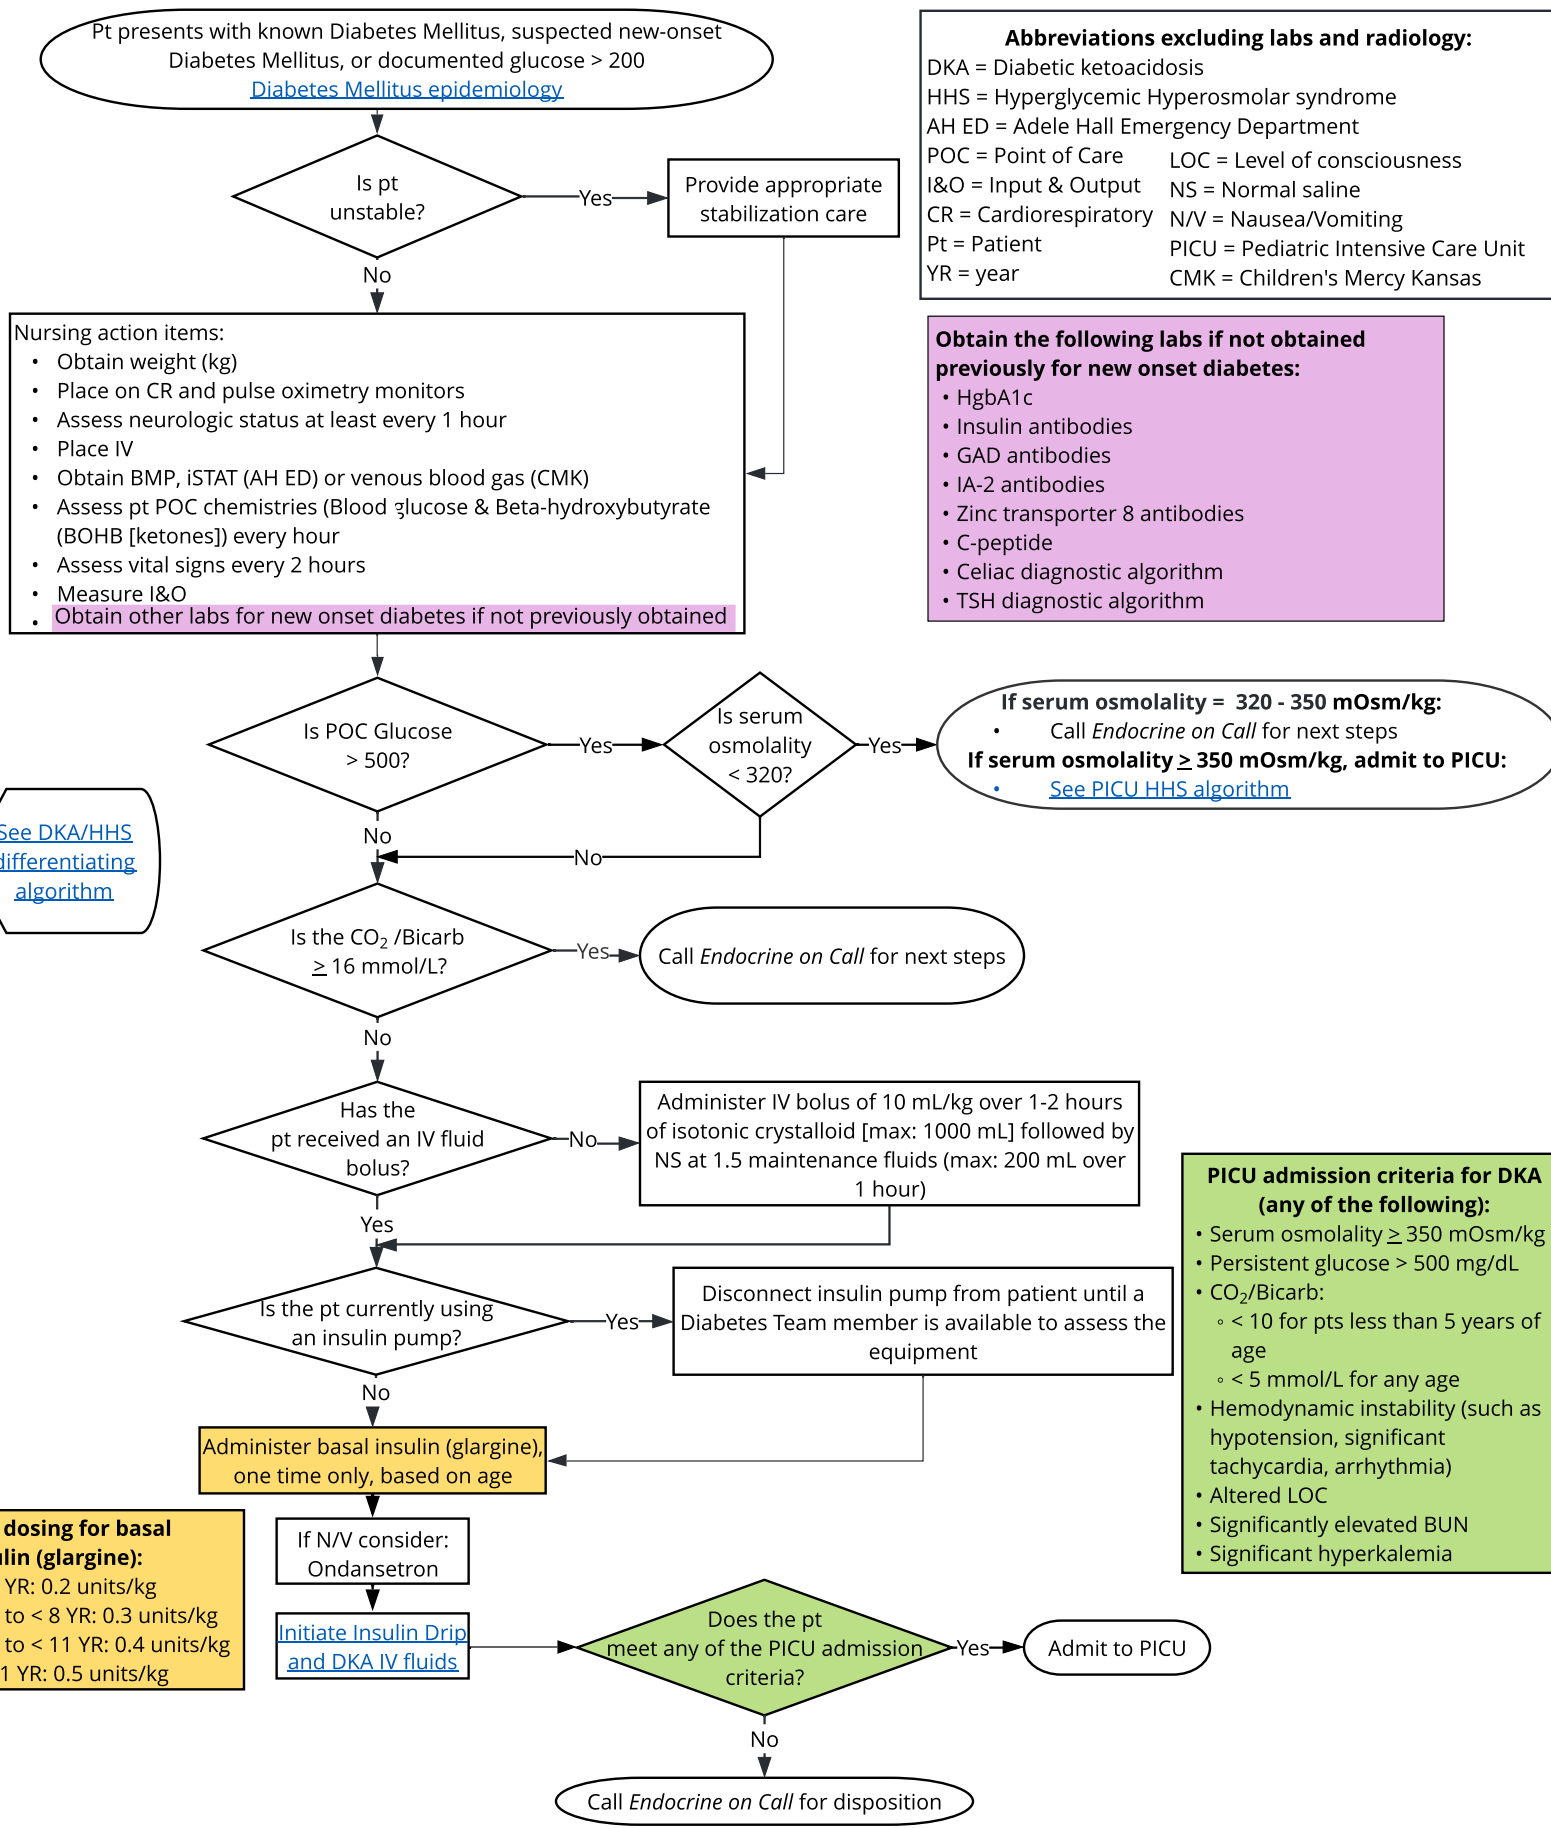 Pt presents with known Diabetes Mellitus, suspected new-onset
Diabetes Mellitus, or documented glucose > 200
Diabetes Mellitus epidemiology
Abbreviations excluding labs and radiology:
DKA = Diabetic ketoacidosis
HHS = Hyperglycemic Hyperosmolar syndrome
AH ED = Adele Hall Emergency Department
POC = Point of Care
I&O = Input & Output
CR = Cardiorespiratory
Pt = Patient
YR = year
LOC = Level of consciousness
NS = Normal saline
N/V = Nausea/Vomiting
PICU = Pediatric Intensive Care Unit
CMK = Children's Mercy Kansas
Is pt
unstable?
Yes
Provide appropriate
stabilization care
No
Nursing action items:
• Obtain weight (kg)
• Place on CR and pulse oximetry monitors
• Assess neurologic status at least every 1 hour
• Place IV
• Obtain BMP, iSTAT (AH ED) or venous blood gas (CMK)
• Assess pt POC chemistries (Blood glucose & Beta-hydroxybutyrate
(BOHB [ketones]) every hour
• Assess vital signs every 2 hours
• Measure I&O
• Obtain other labs for new onset diabetes if not previously obtained
Obtain the following labs if not obtained
previously for new onset diabetes:
• HgbA1c
• Insulin antibodies
• GAD antibodies
• IA-2 antibodies
• Zinc transporter 8 antibodies
• C-peptide
• Celiac diagnostic algorithm
• TSH diagnostic algorithm
Is POC Glucose
> 500?
Yes
Is serum
osmolality
< 320?
Yes
If serum osmolality = 320 - 350 mOsm/kg:
• Call Endocrine on Call for next steps
If serum osmolality ≥ 350 mOsm/kg, admit to PICU:
• See PICU HHS algorithm
No
No
See DKA/HHS
differentiating
algorithm
Is the CO₂ /Bicarb
≥ 16 mmol/L?
Yes
Call Endocrine on Call for next steps
No
Has the
pt received an IV fluid
bolus?
No
Administer IV bolus of 10 mL/kg over 1-2 hours
of isotonic crystalloid [max: 1000 mL] followed by
NS at 1.5 maintenance fluids (max: 200 mL over
1 hour)
Yes
Is the pt currently using
an insulin pump?
Yes
Disconnect insulin pump from patient until a
Diabetes Team member is available to assess the
equipment
No
PICU admission criteria for DKA
(any of the following):
• Serum osmolality ≥ 350 mOsm/kg
• Persistent glucose > 500 mg/dL
• CO₂/Bicarb:
◦ < 10 for pts less than 5 years of
age
◦ < 5 mmol/L for any age
• Hemodynamic instability (such as
hypotension, significant
tachycardia, arrhythmia)
• Altered LOC
• Significantly elevated BUN
• Significant hyperkalemia
Administer basal insulin (glargine),
one time only, based on age
dosing for basal
(glargine):
YR: 0.2 units/kg
to < 8 YR: 0.3 units/kg
to < 11 YR: 0.4 units/kg
YR: 0.5 units/kg
If N/V consider:
Ondansetron
Initiate Insulin Drip
and DKA IV fluids
Does the pt
meet any of the PICU admission
criteria?
Yes
Admit to PICU
No
Call Endocrine on Call for disposition